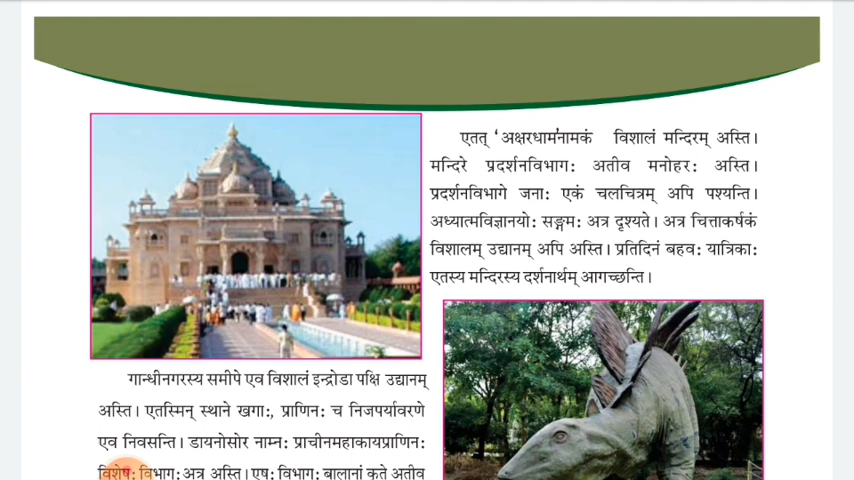 एतत् 'अक्षरधाम'नामकं विशालं मन्दिरम् अस्ति।
मन्दिरे प्रदर्शनविभागः अतीव मनोहरः अस्ति।
प्रदर्शनविभागे जनाः एकं चलचित्रम् अपि पश्यन्ति।
अध्यात्मविज्ञानयोः सङ्गमः अत्र दृश्यते। अत्र चित्ताकर्षकं
विशालम् उद्यानम् अपि अस्ति। प्रतिदिनं बहवः यात्रिकाः
एतस्य मन्दिरस्य दर्शनार्थम् आगच्छन्ति।
गान्धीनगरस्य समीपे एव विशालं इन्द्रोडा पक्षि उद्यानम्
अस्ति। एतस्मिन् स्थाने खगाः, प्राणिनः च निजपर्यावरणे
एव निवसन्ति। डायनोसोर नाम्नः प्राचीनमहाकायप्राणिनः
विशेषः विभागः अत्र अस्ति। एषः विभागः बालानां कृते अतीव